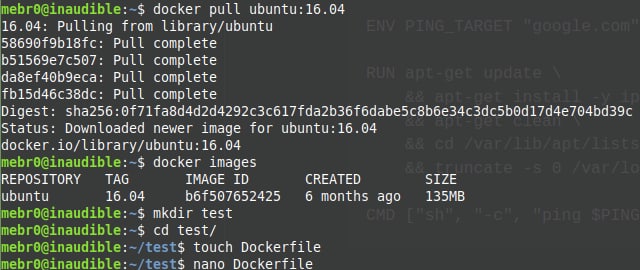 mebr0@inaudible:~$ docker pull ubuntu:16.04
16.04: Pulling from library/ubuntu
58690f9b18fc: Pull complete
b51569e7c507: Pull complete
da8ef40b9eca: Pull complete
fb15d46c38dc: Pull complete
Digest: sha256:0f71fa8d4d2d4292c3c617fda2b36f6dabe5c8b6e34c3dc5b0d17d4e704bd39c
Status: Downloaded newer image for ubuntu:16.04
docker.io/library/ubuntu:16.04
mebr0@inaudible:~$ docker images
REPOSITORY TAG IMAGE ID CREATED SIZE
ubuntu 16.04 b6f507652425 6 months ago 135MB
mebr0@inaudible:~$ mkdir test
mebr0@inaudible:~$ cd test/
mebr0@inaudible:~/test$ touch Dockerfile
mebr0@inaudible:~/test$ nano Dockerfile
ENV PING_TARGET "google.com"
RUN apt-get update \
&& apt-get install -y ip
&& apt-get clean \
&& cd /var/lib/apt/lists
&& truncate -s 0 /var/lo
CMD ["sh", "-c", "ping $PING